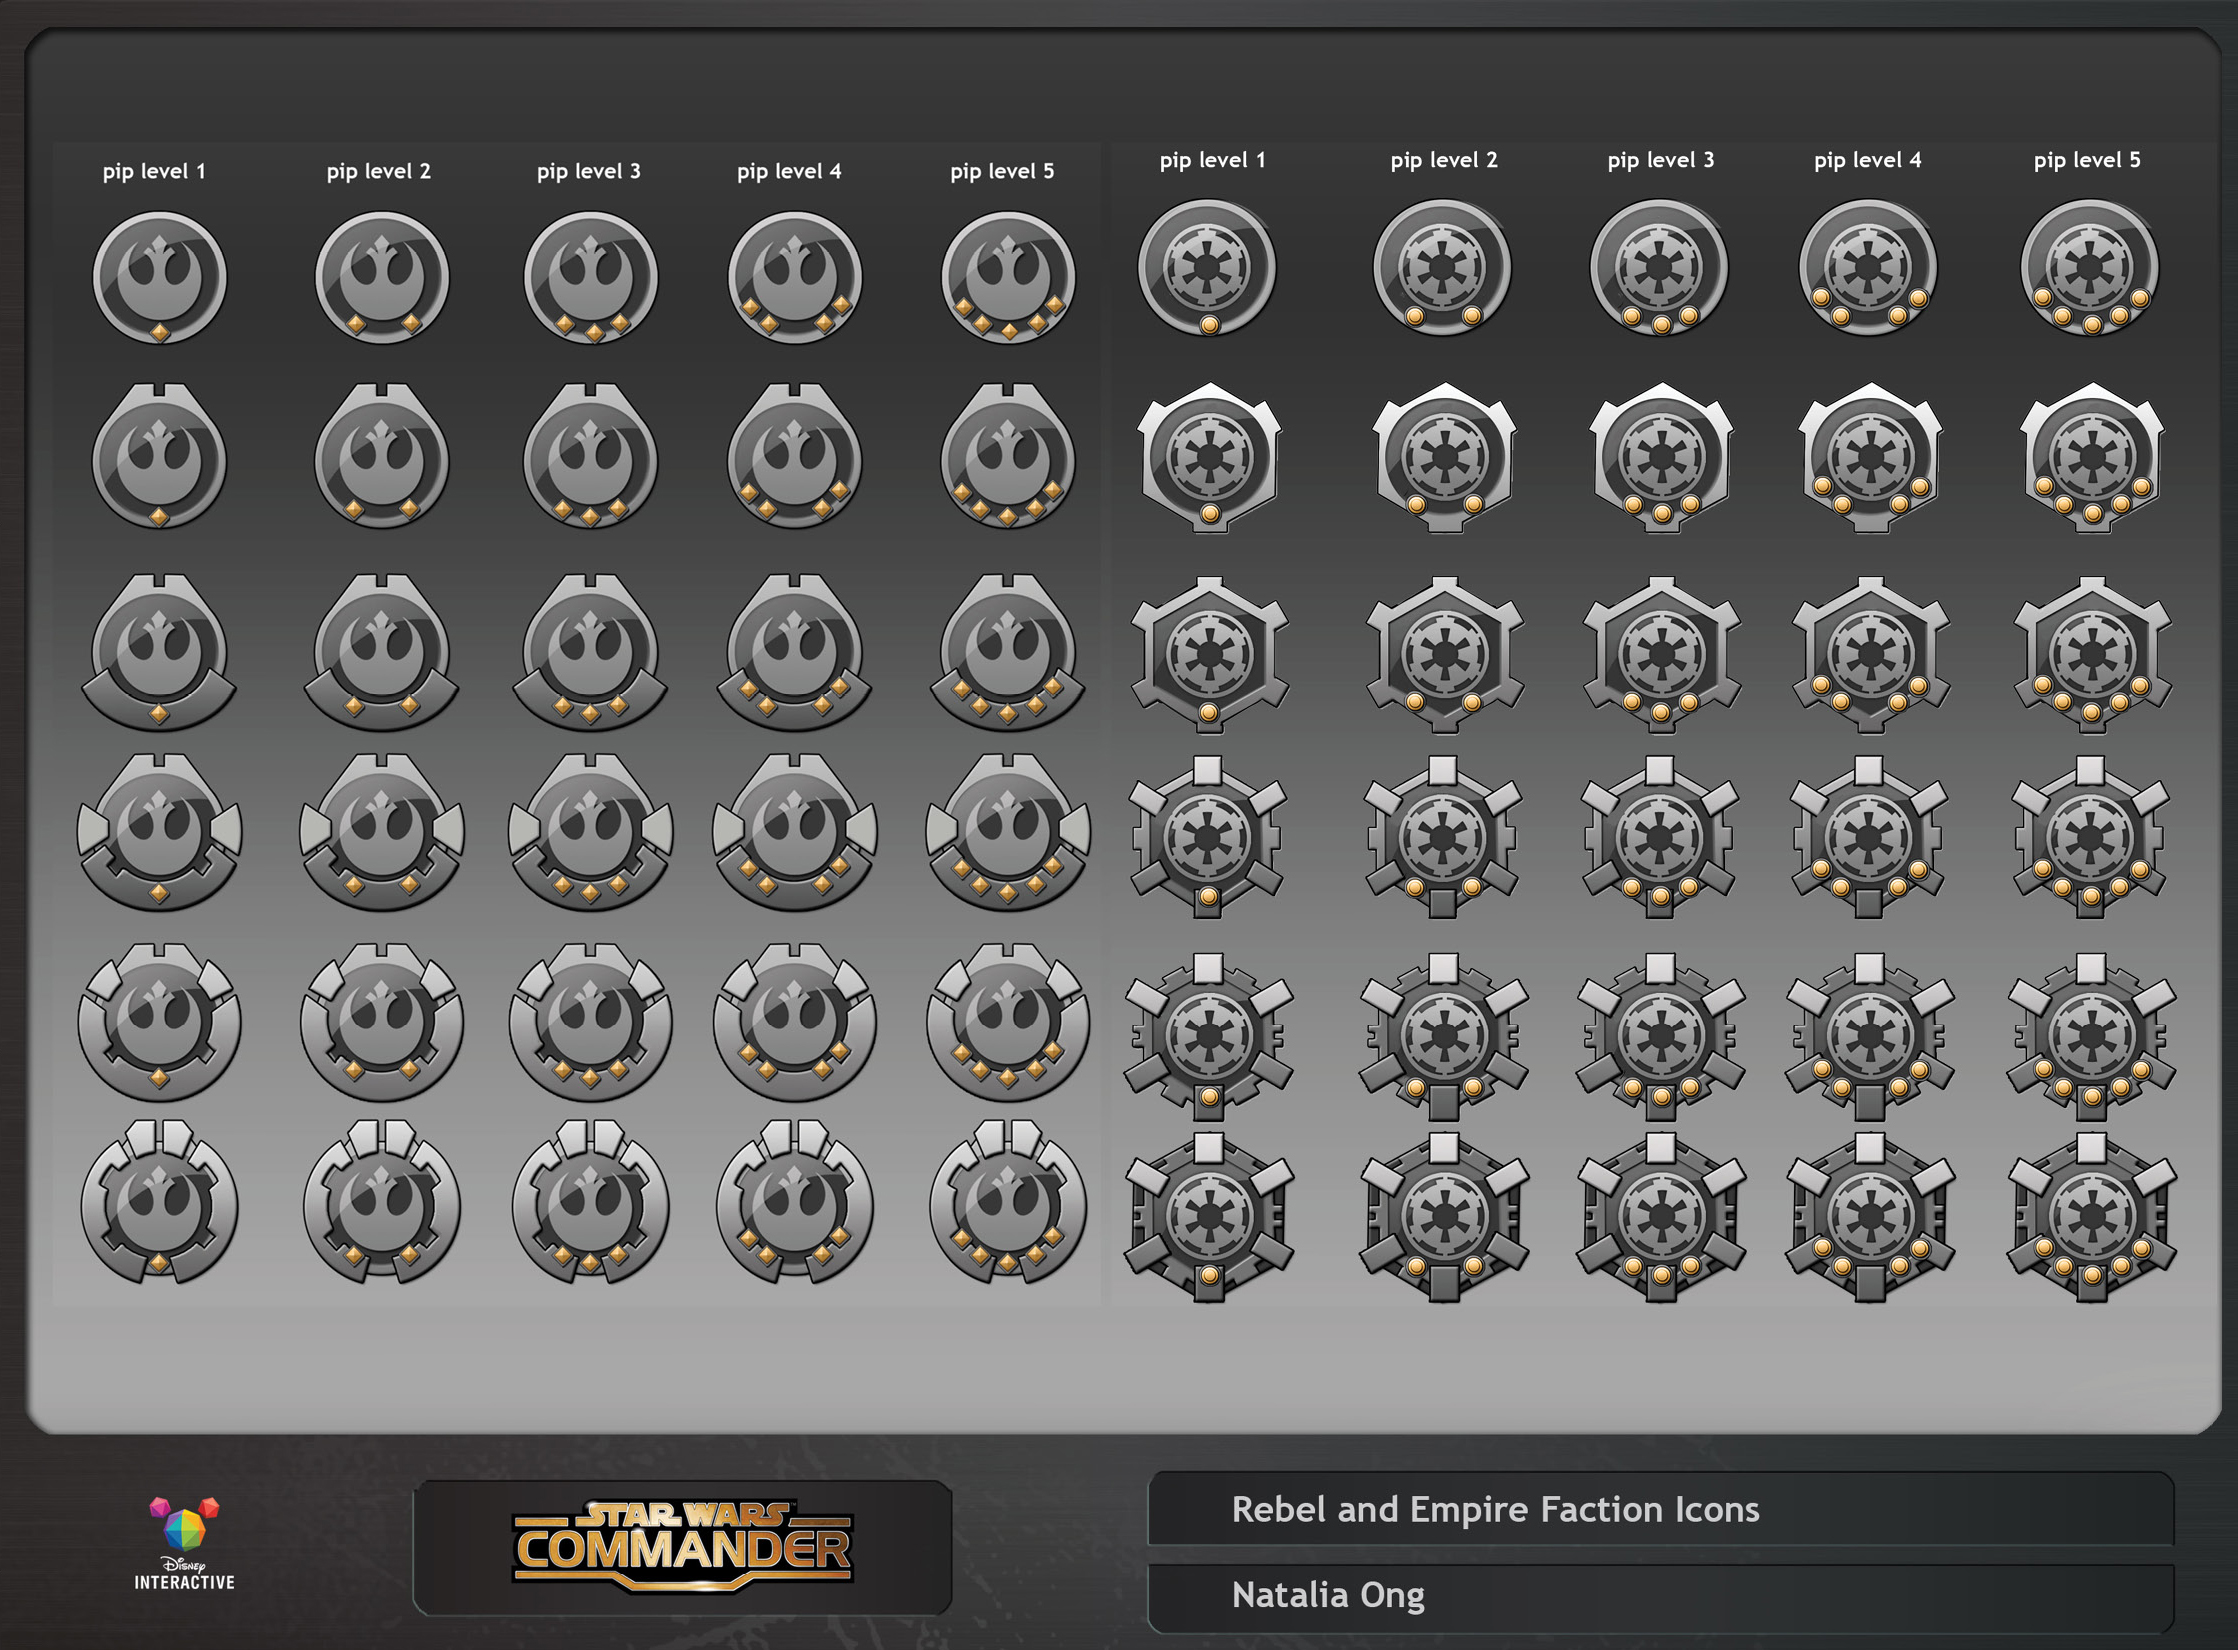 pip level 1
pip level 2
pip level 3
pip level 4
pip level 5
pip level 1
pip level 2
pip level 3
pip level 4
pip level 5
Disney
INTERACTIVE
STAR WARS
COMMANDER
Rebel and Empire Faction Icons
Natalia Ong